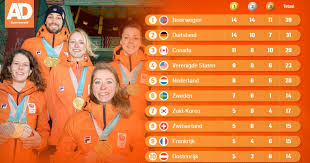 AD
Totaal
1 Noorwegen 14 14 11 39
2 Duitsland 14 10 7 31
3 Canada 11 8 10 29
4 Verenigde Staten 23
5 Nederland 8 6 6 20
6 Zweden 7 6 1 14
7 Zuid-Korea 5 8 4 17
8 Zwitserland 5 6 4 15
9 Frankrijk 5 4 6 15
10 Oostenrijk 5 3 6 14